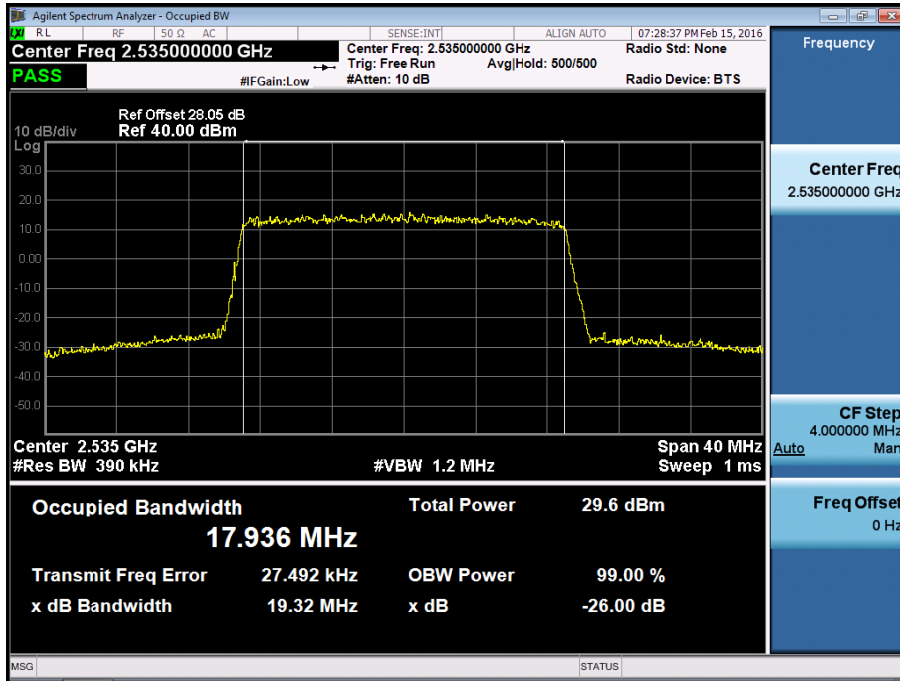 Agilent Spectrum Analyzer - Occupied BW
LXI RL RF 50 Ω AC SENSE:INT ALIGN AUTO 07:28:37 PM Feb 15, 2016
Center Freq 2.535000000 GHz Center Freq: 2.535000000 GHz Radio Std: None
Trig: Free Run Avg|Hold: 500/500
PASS #IFGain:Low #Atten: 10 dB Radio Device: BTS
Ref Offset 28.05 dB
10 dB/div Ref 40.00 dBm
Log
30.0
20.0
10.0
0.00
-10.0
-20.0
-30.0
-40.0
-50.0
Center 2.535 GHz Span 40 MHz
#Res BW 390 kHz #VBW 1.2 MHz Sweep 1 ms
Occupied Bandwidth Total Power 29.6 dBm
17.936 MHz
Transmit Freq Error 27.492 kHz OBW Power 99.00 %
x dB Bandwidth 19.32 MHz x dB -26.00 dB
MSG STATUS
Frequency
Center Freq
2.535000000 GHz
CF Step
4.000000 MHz
Auto Man
Freq Offset
0 Hz